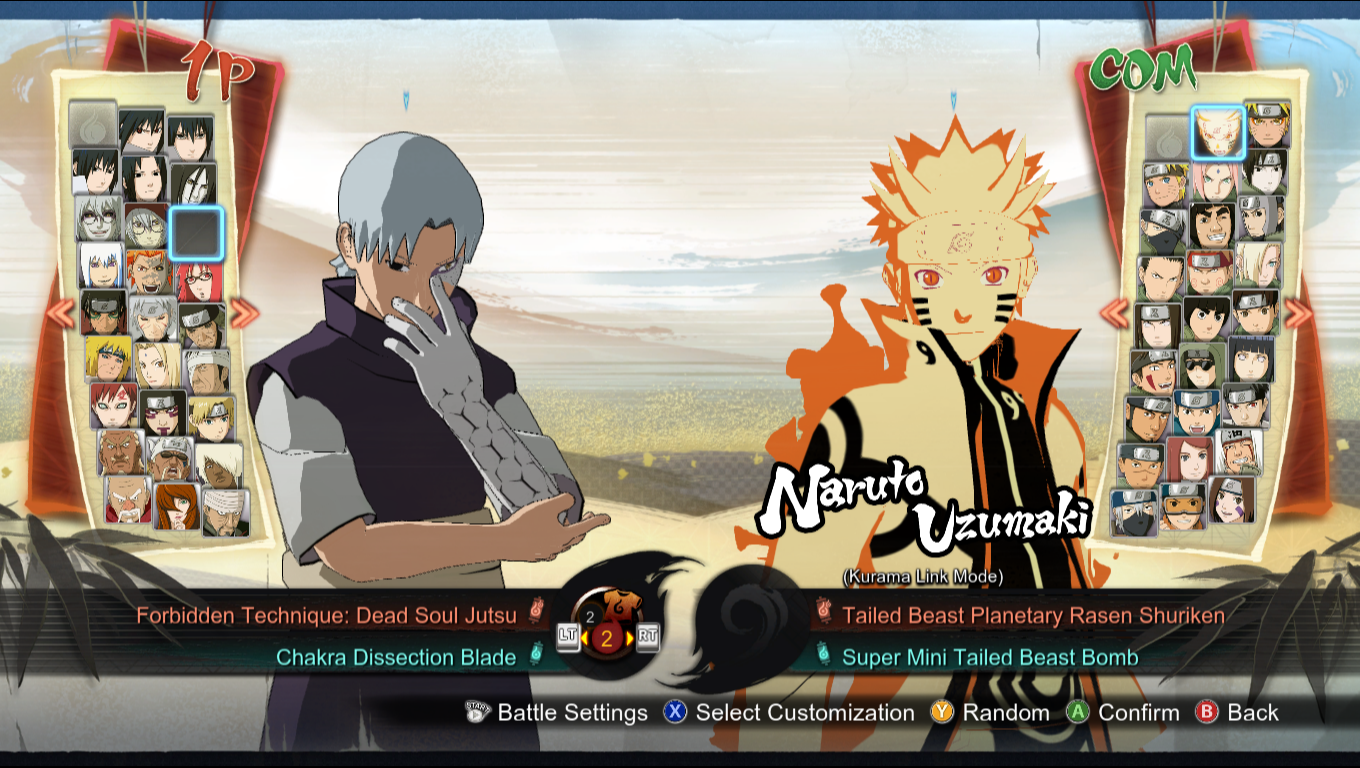 1P
COM
Naruto
Uzumaki
(Kurama Link Mode)
Forbidden Technique: Dead Soul Jutsu
Tailed Beast Planetary Rasen Shuriken
2
LT 2 RT
Chakra Dissection Blade
Super Mini Tailed Beast Bomb
START Battle Settings X Select Customization Y Random A Confirm B Back